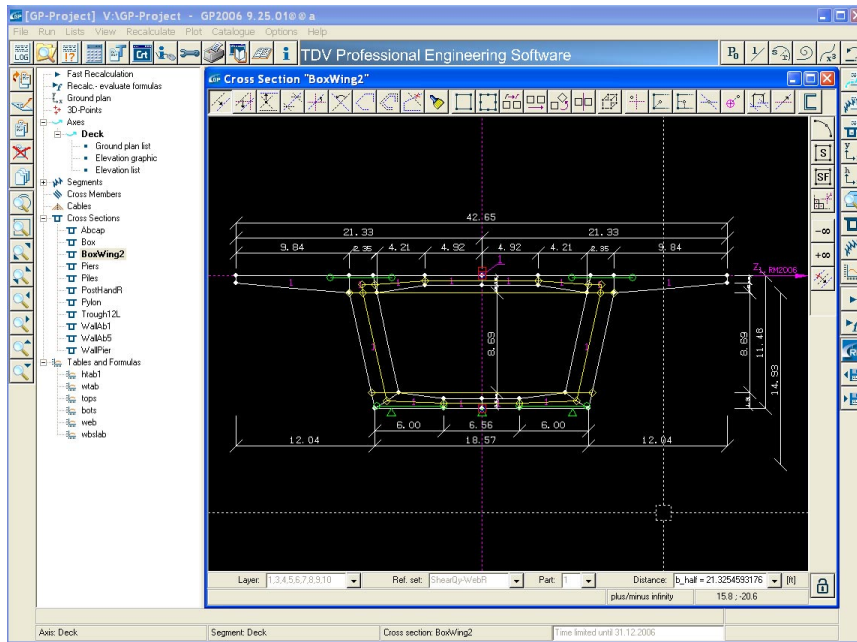 [GP-Project] V:\GP-Project - GP2006 9.25.01@@ a
File Run Lists View Recalculate Plot Catalogue Options Help
LOG
Crt
TDV Professional Engineering Software
Fast Recalculation
Recalc.- evaluate formulas
Ground plan
3D-Points
Axes
Deck
Ground plan list
Elevation graphic
Elevation list
Segments
Cross Members
Cables
Cross Sections
Abcap
Box
BoxWing2
Piers
Piles
PostHandR
Pylon
Trough12L
WallAb1
WallAb5
WallPier
Tables and Formulas
htab1
wtab
tops
bots
web
wbslab
Cross Section "BoxWing2"
42.65
21.33 21.33
9.84 2.35 4.21 4.92 4.92 4.21 2.35 9.84
1
Z RM2006
1 1 1 1 1 1
8.69
8.69
11.48
14.93
6.00 6.56 6.00
12.04 18.57 12.04
S
SF
-∞
+∞
Layer: 1,3,4,5,6,7,8,9,10 Ref. set: ShearQy-WebR Part: 1 Distance: b_half = 21.3254593176 [ft]
plus/minus infinity 15.8 ; -20.6
Axis: Deck Segment: Deck Cross section: BoxWing2 Time limited until 31.12.2006